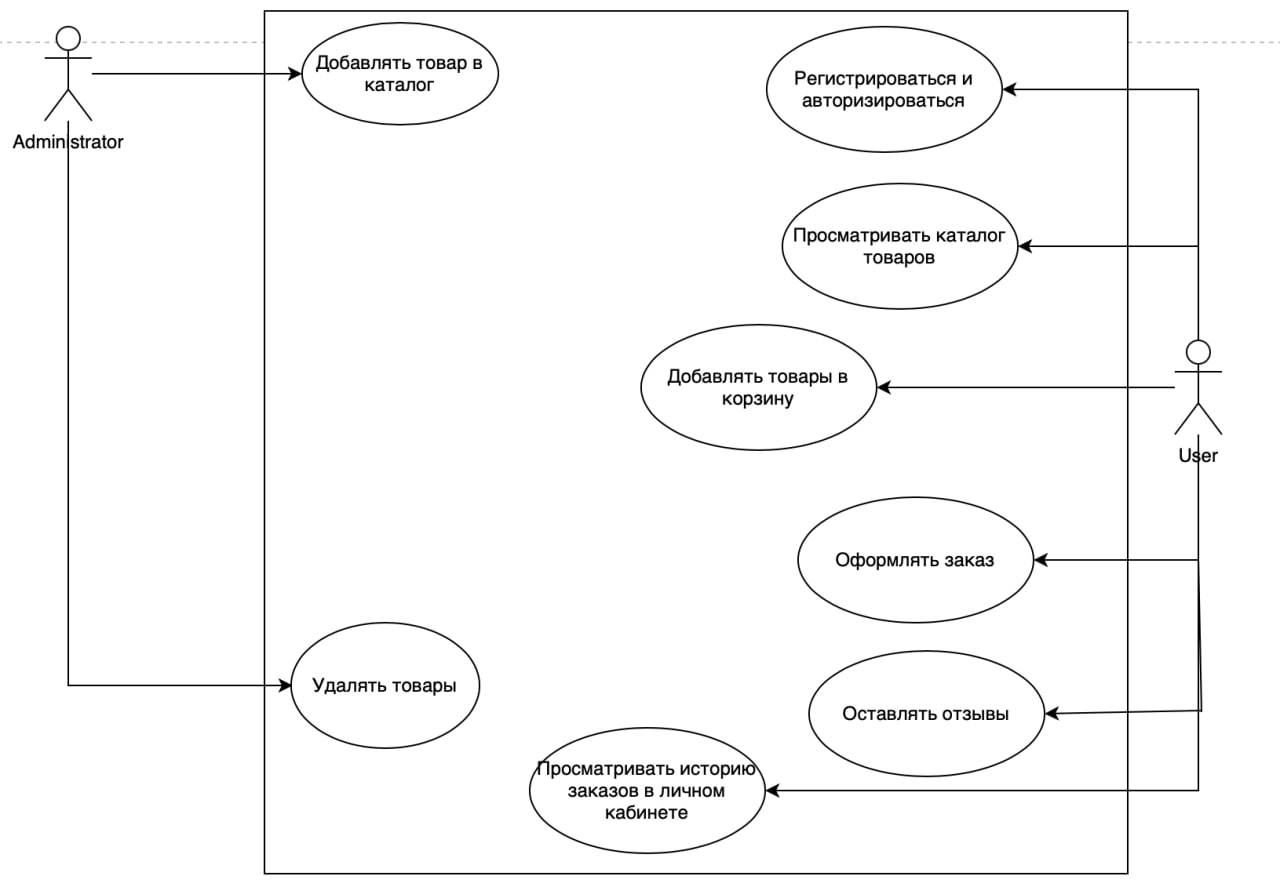 Добавлять товар в
каталог
Регистрироваться и
авторизироваться
Administrator
Просматривать каталог
товаров
Добавлять товары в
корзину
User
Оформлять заказ
Удалять товары
Оставлять отзывы
Просматривать историю
заказов в личном
кабинете